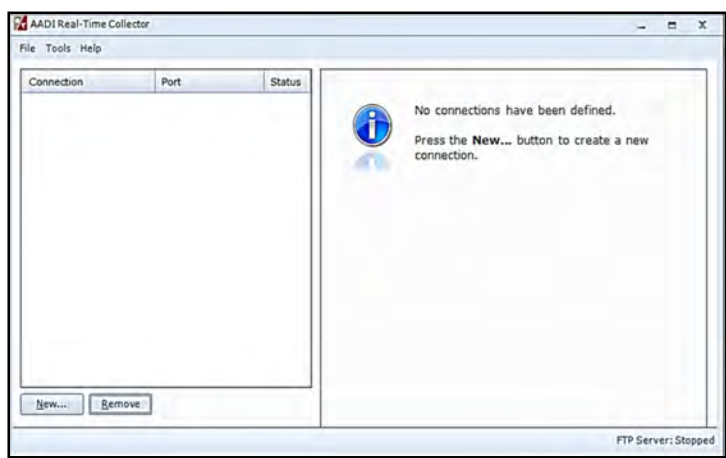 AADI Real-Time Collector
File Tools Help
Connection Port Status
No connections have been defined.
Press the New... button to create a new
connection.
New... Remove
FTP Server: Stopped